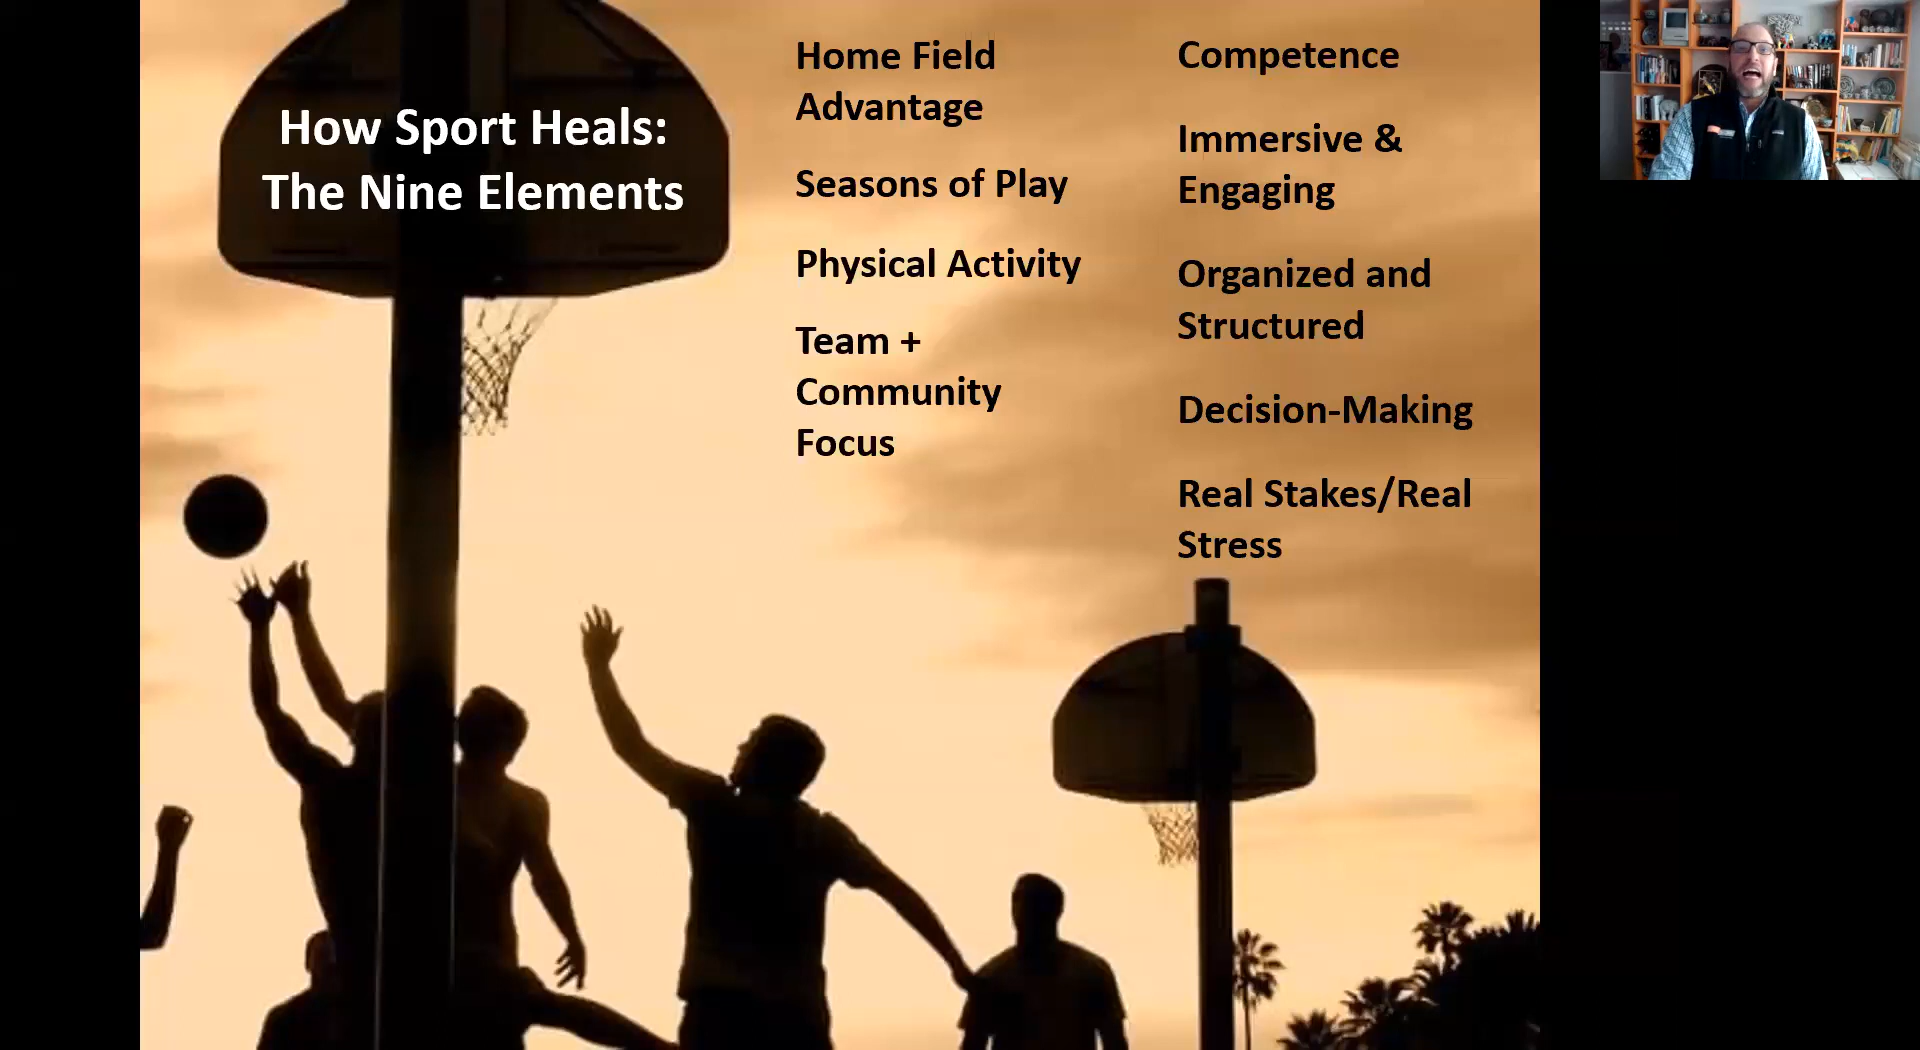 How Sport Heals:
The Nine Elements
Home Field
Advantage
Seasons of Play
Physical Activity
Team +
Community
Focus
Competence
Immersive &
Engaging
Organized and
Structured
Decision-Making
Real Stakes/Real
Stress